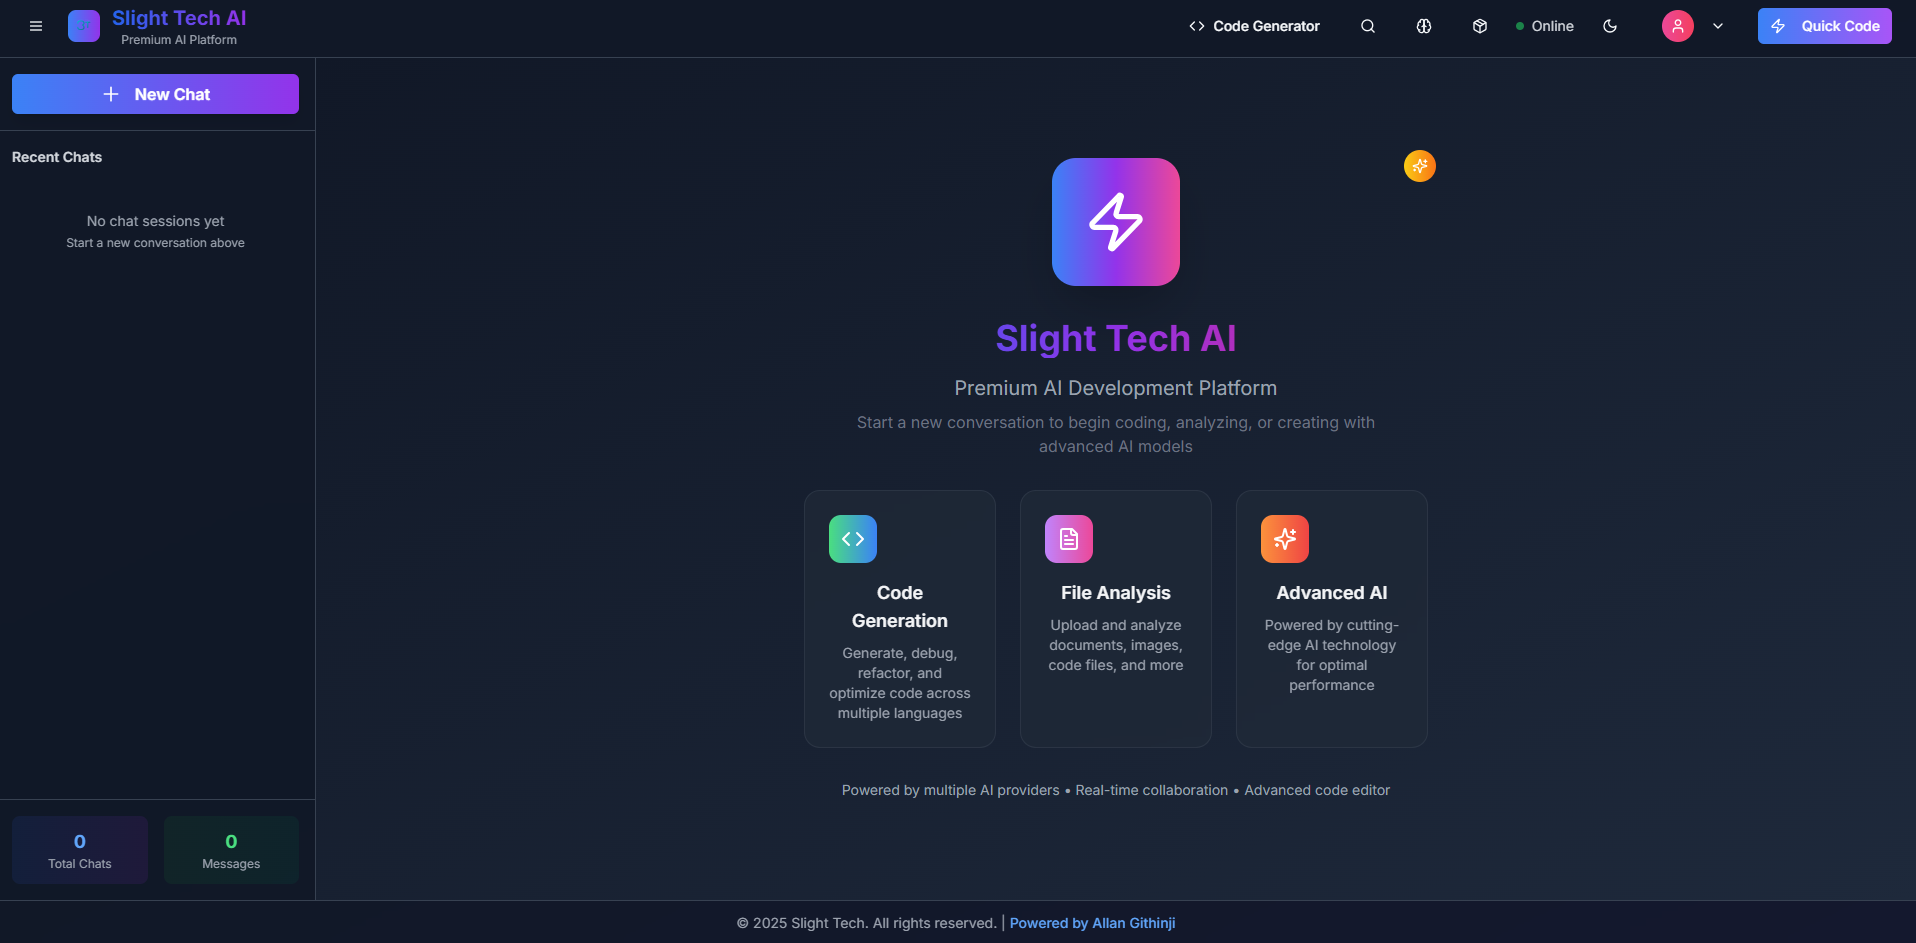 Slight Tech AI
Premium AI Platform
Code Generator
Online
Quick Code
New Chat
Recent Chats
No chat sessions yet
Start a new conversation above
Slight Tech AI
Premium AI Development Platform
Start a new conversation to begin coding, analyzing, or creating with
advanced AI models
Code
Generation
Generate, debug,
refactor, and
optimize code across
multiple languages
File Analysis
Upload and analyze
documents, images,
code files, and more
Advanced AI
Powered by cutting-
edge AI technology
for optimal
performance
Powered by multiple AI providers • Real-time collaboration • Advanced code editor
0
Total Chats
0
Messages
© 2025 Slight Tech. All rights reserved. | Powered by Allan Githinji